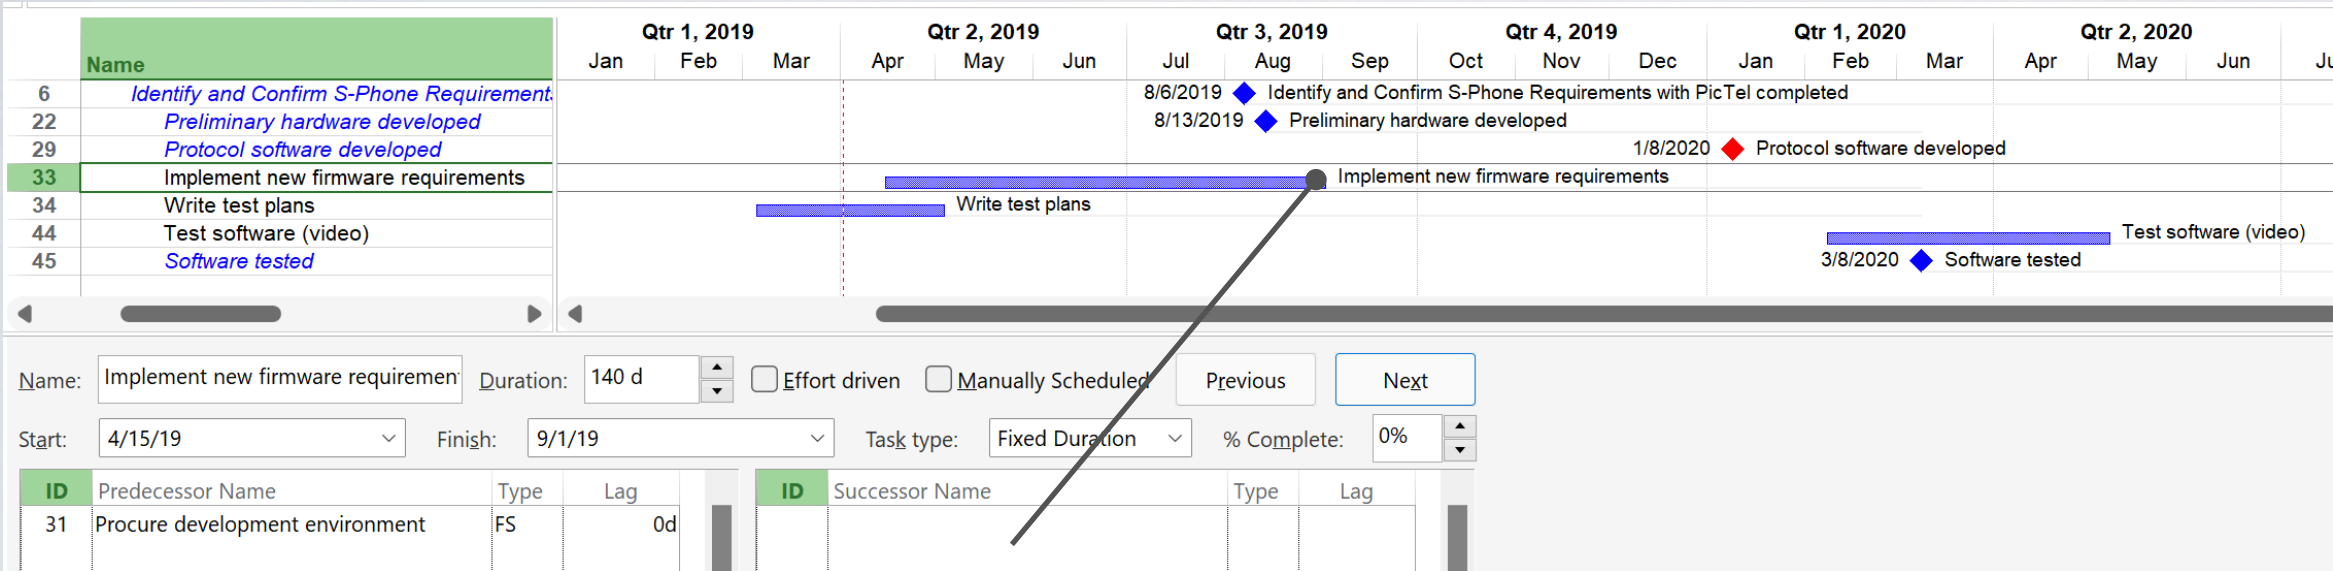 Qtr 1, 2019 Qtr 2, 2019 Qtr 3, 2019 Qtr 4, 2019 Qtr 1, 2020 Qtr 2, 2020
Name Jan Feb Mar Apr May Jun Jul Aug Sep Oct Nov Dec Jan Feb Mar Apr May Jun
6 Identify and Confirm S-Phone Requirements 8/6/2019 Identify and Confirm S-Phone Requirements with PicTel completed
22 Preliminary hardware developed 8/13/2019 Preliminary hardware developed
29 Protocol software developed 1/8/2020 Protocol software developed
33 Implement new firmware requirements Implement new firmware requirements
34 Write test plans Write test plans
44 Test software (video) Test software (video)
45 Software tested 3/8/2020 Software tested
Name: Implement new firmware requiremen Duration: 140 d Effort driven Manually Scheduled Previous Next
Start: 4/15/19 Finish: 9/1/19 Task type: Fixed Duration % Complete: 0%
ID Predecessor Name Type Lag ID Successor Name Type Lag
31 Procure development environment FS 0d